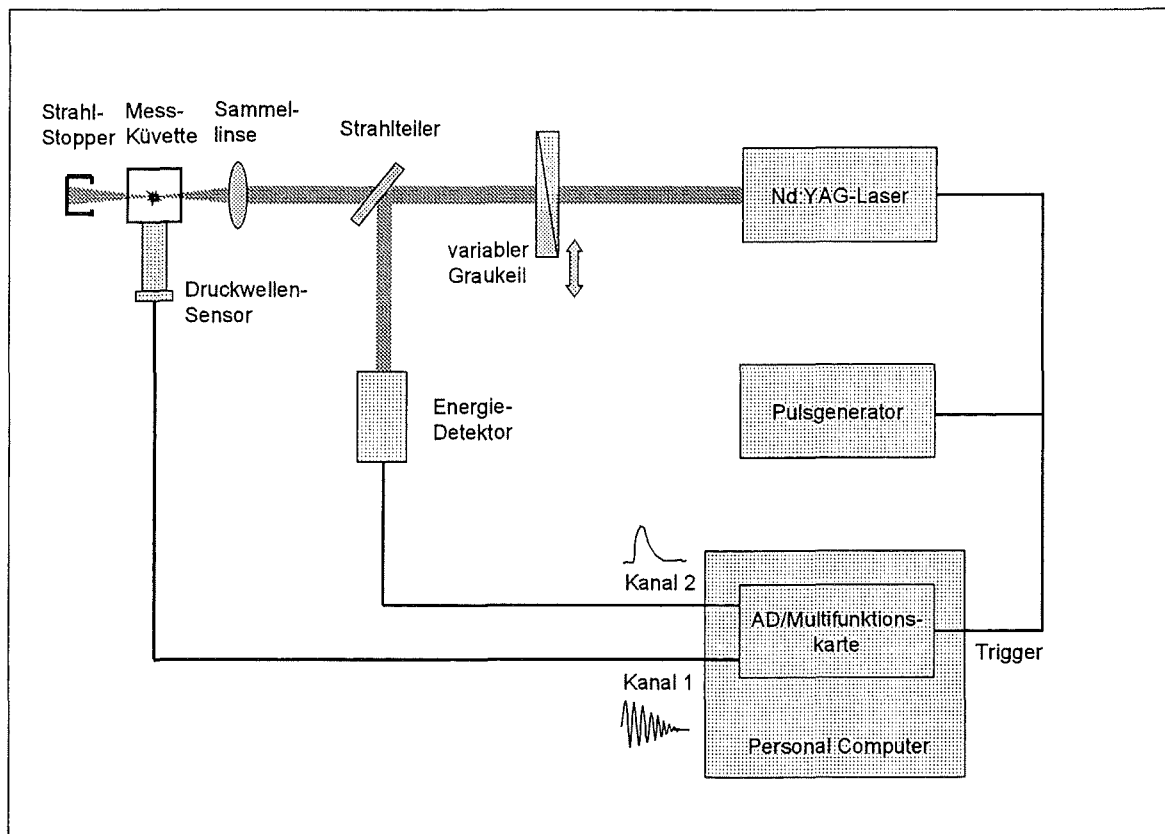 Strahl-
Stopper
Mess-
Küvette
Sammel-
linse
Strahlteiler
Nd:YAG-Laser
variabler
Graukeil
Druckwellen-
Sensor
Energie-
Detektor
Pulsgenerator
Kanal 2
AD/Multifunktions-
karte
Trigger
Kanal 1
Personal Computer